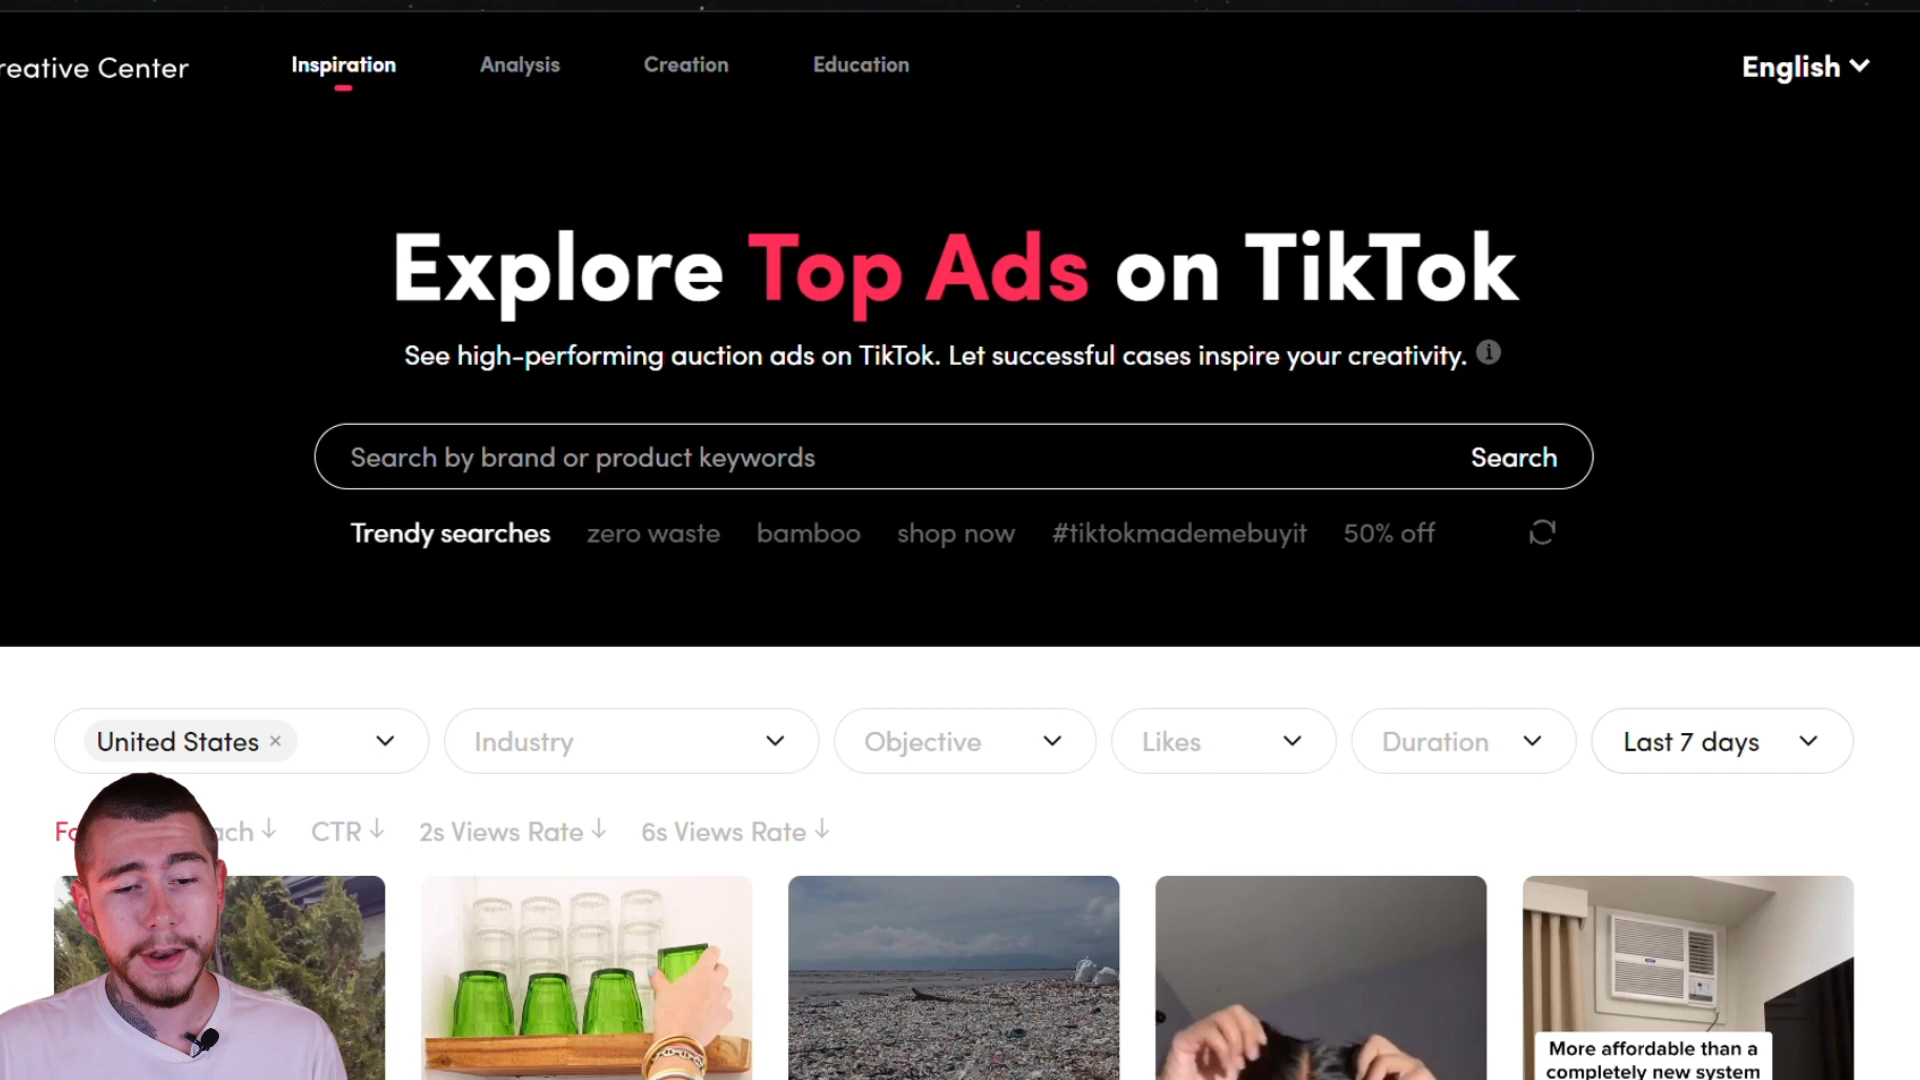 Creative Center Inspiration Analysis Creation Education English
Explore Top Ads on TikTok
See high-performing auction ads on TikTok. Let successful cases inspire your creativity.
Search by brand or product keywords Search
Trendy searches zero waste bamboo shop now #tiktokmademebuyit 50% off
United States × Industry Objective Likes Duration Last 7 days
CTR 2s Views Rate 6s Views Rate
More affordable than a
completely new system